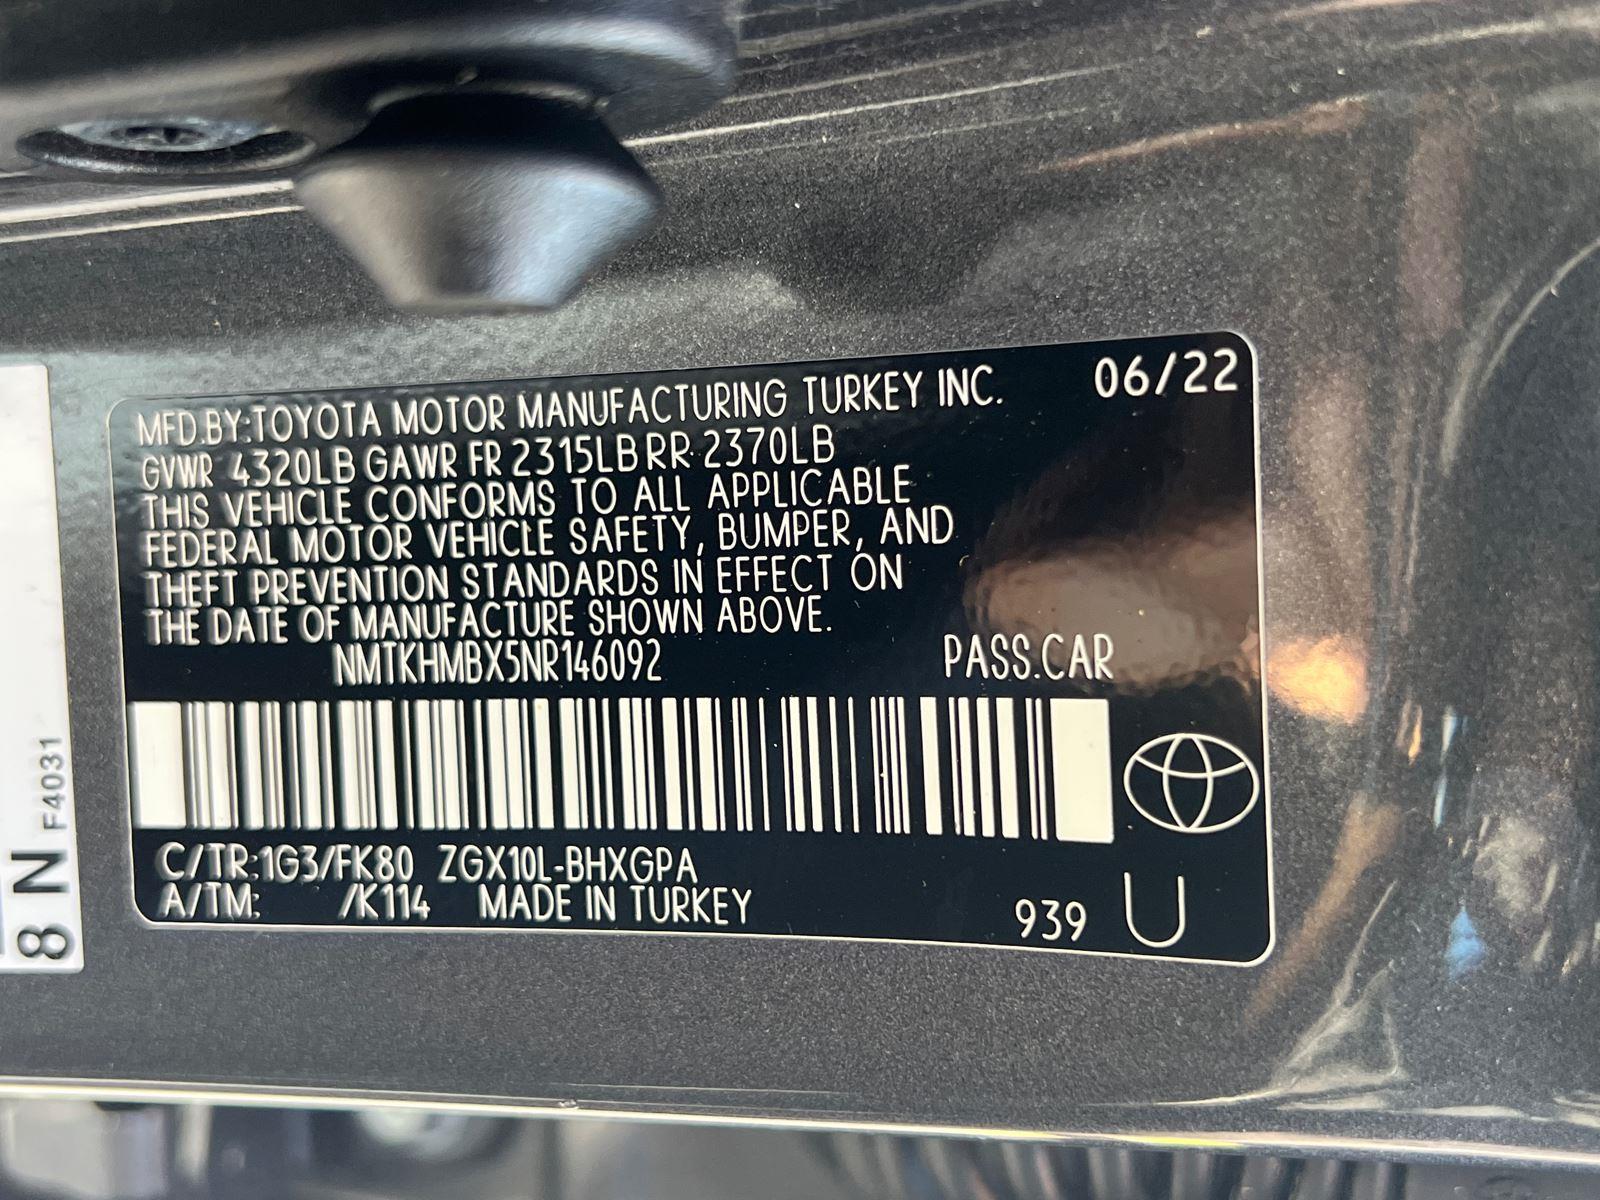 MFD.BY:TOYOTA MOTOR MANUFACTURING TURKEY INC. 06/22
GVWR 4320LB GAWR FR 2315LB RR 2370LB
THIS VEHICLE CONFORMS TO ALL APPLICABLE
FEDERAL MOTOR VEHICLE SAFETY, BUMPER, AND
THEFT PREVENTION STANDARDS IN EFFECT ON
THE DATE OF MANUFACTURE SHOWN ABOVE.
NMTKHMBX5NR146092 PASS.CAR
C/TR:1G3/FK80 ZGX10L-BHXGPA
A/TM: /K114 MADE IN TURKEY 939 U
8 N F4031